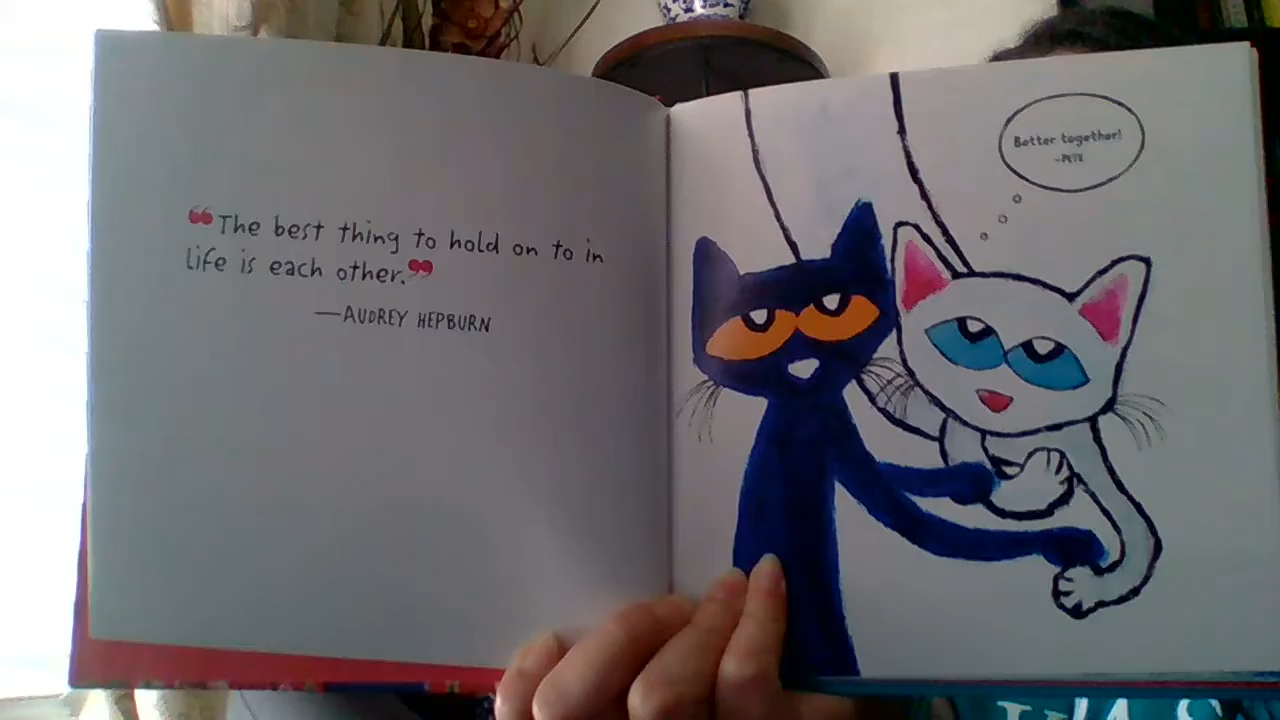 “The best thing to hold on to in
life is each other.”
—AUDREY HEPBURN
Better together!
-PETE